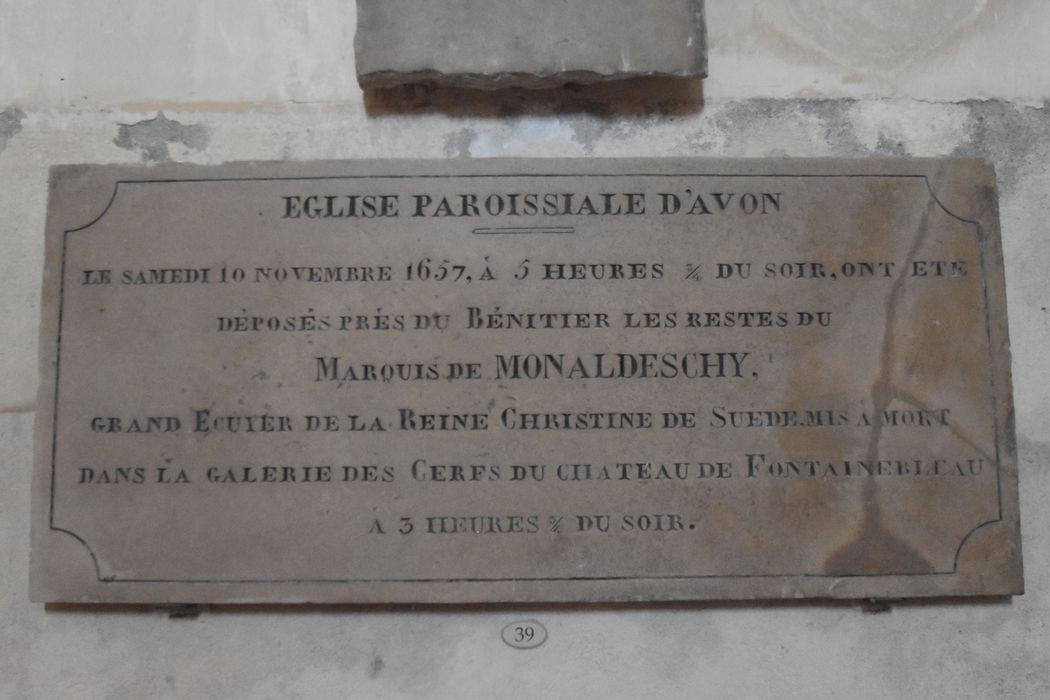 EGLISE PAROISSIALE D'AVON
LE SAMEDI 10 NOVEMBRE 1657, À 5 HEURES ¾ DU SOIR, ONT ETE
DÉPOSÉS PRÉS DU BÉNITIER LES RESTES DU
MARQUIS DE MONALDESCHY,
GRAND ECUYER DE LA REINE CHRISTINE DE SUEDE. MIS A MORT
DANS LA GALERIE DES CERFS DU CHATEAU DE FONTAINEBLEAU
À 3 HEURES ¾ DU SOIR.
39